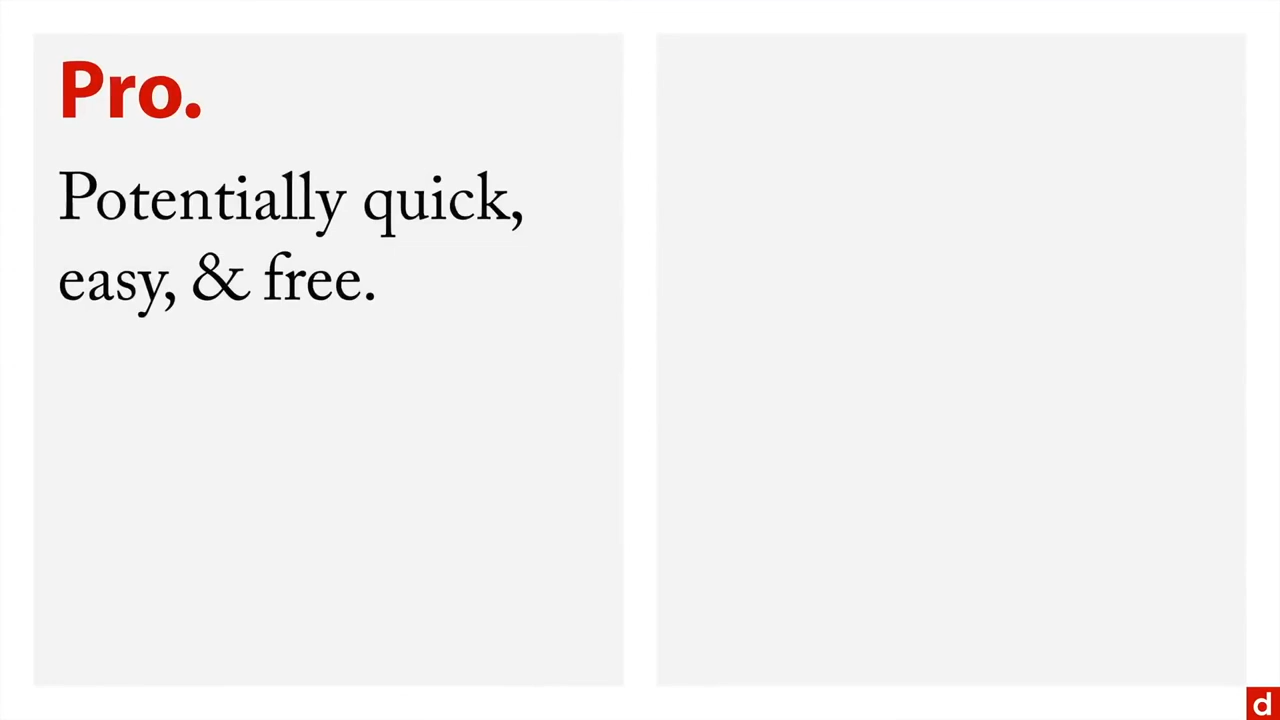 Pro.
Potentially quick,
easy, & free.
d